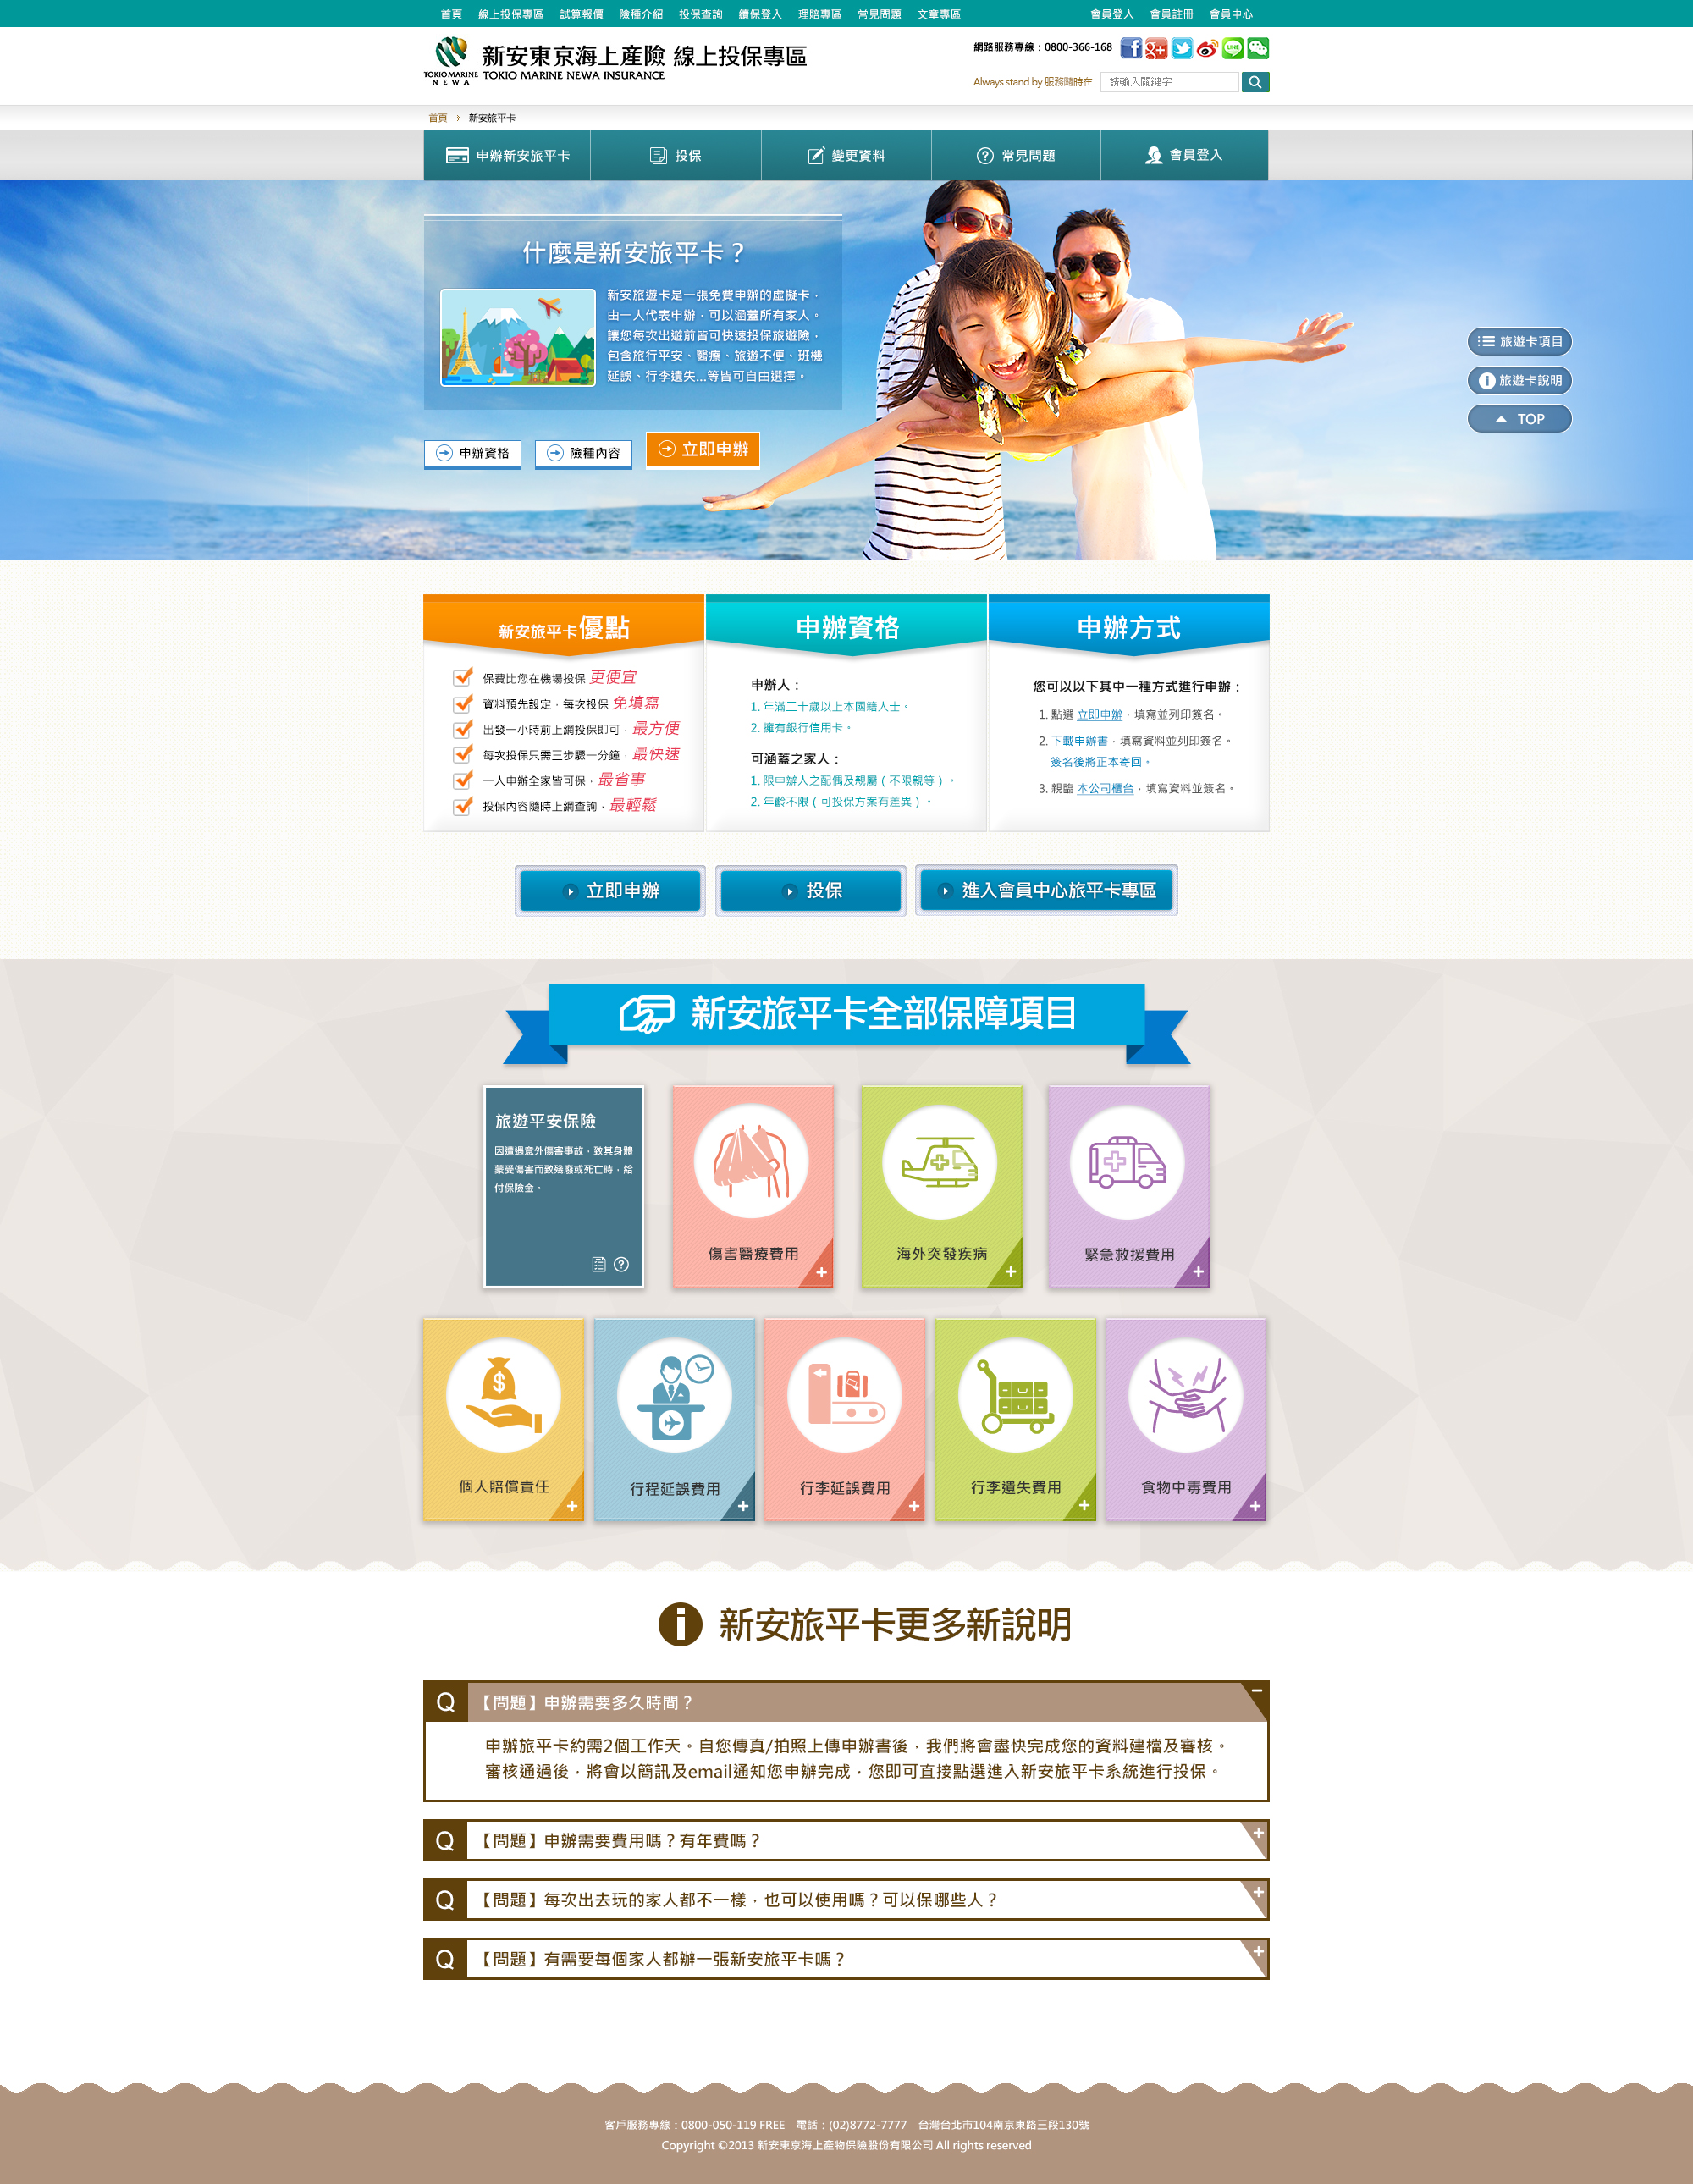 首頁 線上投保專區 試算報價 險種介紹 投保查詢 續保登入 理賠專區 常見問題 文章專區 會員登入 會員註冊 會員中心
TOKIO MARINE
NEWA
新安東京海上產險 線上投保專區
TOKIO MARINE NEWA INSURANCE
網路服務專線：0800-366-168
Always stand by 服務隨時在 請輸入關鍵字
首頁 新安旅平卡
申辦新安旅平卡 投保 變更資料 常見問題 會員登入
什麼是新安旅平卡？
新安旅遊卡是一張免費申辦的虛擬卡，
由一人代表申辦，可以涵蓋所有家人。
讓您每次出遊前皆可快速投保旅遊險，
包含旅行平安、醫療、旅遊不便、班機
延誤、行李遺失...等皆可自由選擇。
旅遊卡項目
旅遊卡說明
TOP
申辦資格 險種內容 立即申辦
新安旅平卡優點
保費比您在機場投保 更便宜
資料預先設定，每次投保 免填寫
出發一小時前上網投保即可，最方便
每次投保只需三步驟一分鐘，最快速
一人申辦全家皆可保，最省事
投保內容隨時上網查詢，最輕鬆
申辦資格
申辦人：
1. 年滿二十歲以上本國籍人士。
2. 擁有銀行信用卡。
可涵蓋之家人：
1. 限申辦人之配偶及親屬（不限親等）。
2. 年齡不限（可投保方案有差異）。
申辦方式
您可以以下其中一種方式進行申辦：
1. 點選 立即申辦，填寫並列印簽名。
2. 下載申辦書，填寫資料並列印簽名。
簽名後將正本寄回。
3. 親臨 本公司櫃台，填寫資料並簽名。
立即申辦 投保 進入會員中心旅平卡專區
新安旅平卡全部保障項目
旅遊平安保險
因遭遇意外傷害事故，致其身體
蒙受傷害而致殘廢或死亡時，給
付保險金。
傷害醫療費用 海外突發疾病 緊急救援費用
個人賠償責任 行程延誤費用 行李延誤費用 行李遺失費用 食物中毒費用
新安旅平卡更多新說明
Q 【問題】申辦需要多久時間？
申辦旅平卡約需2個工作天。自您傳真/拍照上傳申辦書後，我們將會盡快完成您的資料建檔及審核。
審核通過後，將會以簡訊及email通知您申辦完成，您即可直接點選進入新安旅平卡系統進行投保。
Q 【問題】申辦需要費用嗎？有年費嗎？
Q 【問題】每次出去玩的家人都不一樣，也可以使用嗎？可以保哪些人？
Q 【問題】有需要每個家人都辦一張新安旅平卡嗎？
客戶服務專線：0800-050-119 FREE 電話：(02)8772-7777 台灣台北市104南京東路三段130號
Copyright ©2013 新安東京海上產物保險股份有限公司 All rights reserved